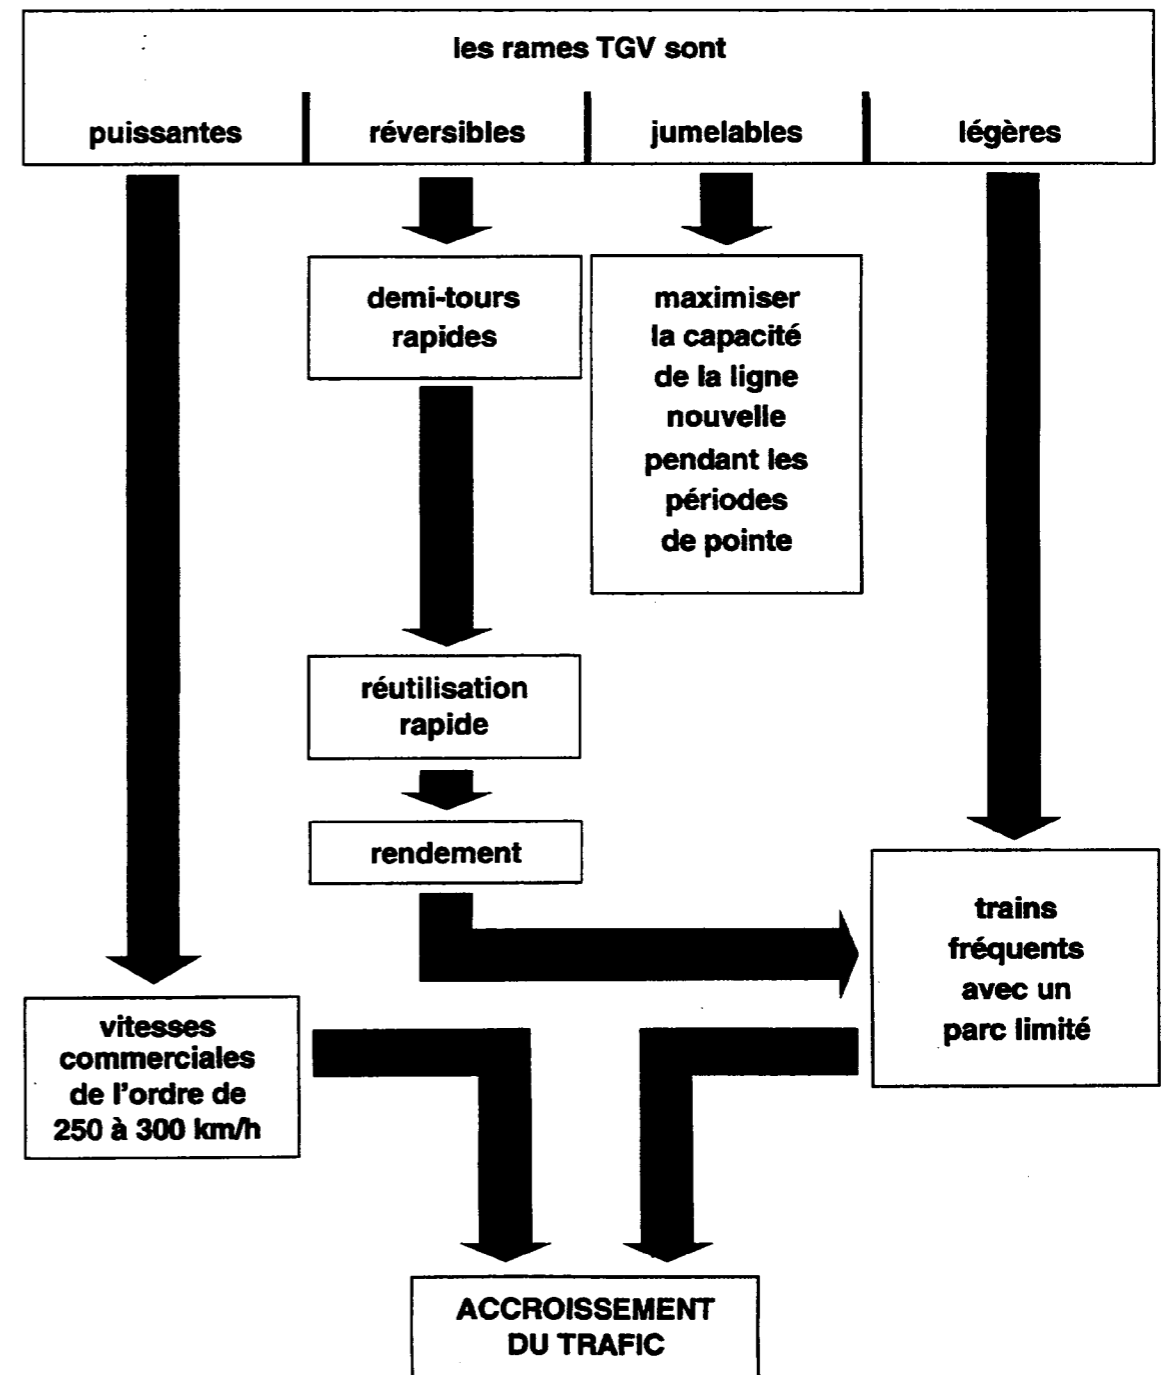 les rames TGV sont
puissantes
réversibles
jumelables
légères
demi-tours
rapides
maximiser
la capacité
de la ligne
nouvelle
pendant les
périodes
de pointe
réutilisation
rapide
rendement
trains
fréquents
avec un
parc limité
vitesses
commerciales
de l'ordre de
250 à 300 km/h
ACCROISSEMENT
DU TRAFIC